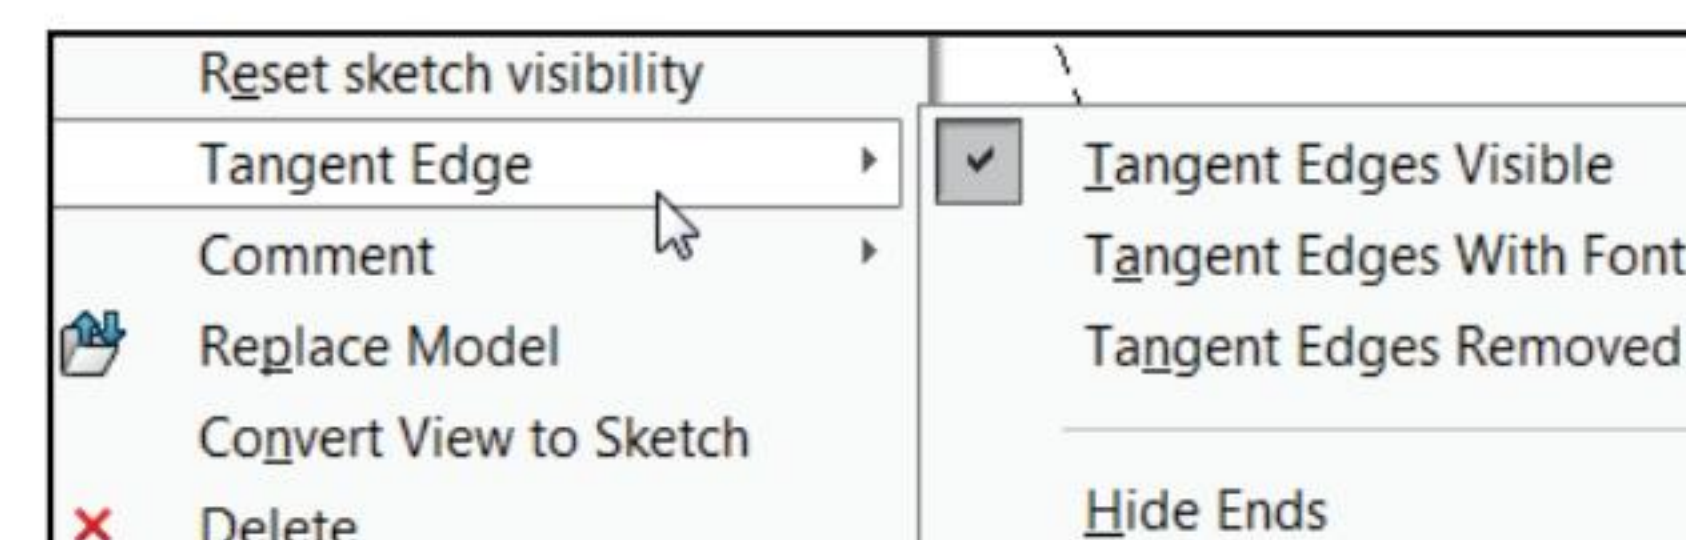 Reset sketch visibility
Tangent Edge
Comment
Replace Model
Convert View to Sketch
Delete
Tangent Edges Visible
Tangent Edges With Font
Tangent Edges Removed
Hide Ends